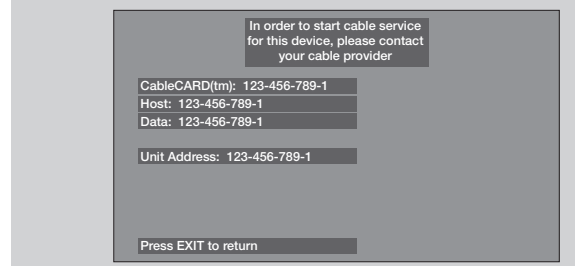 In order to start cable service
for this device, please contact
your cable provider
CableCARD(tm): 123-456-789-1
Host: 123-456-789-1
Data: 123-456-789-1
Unit Address: 123-456-789-1
Press EXIT to return